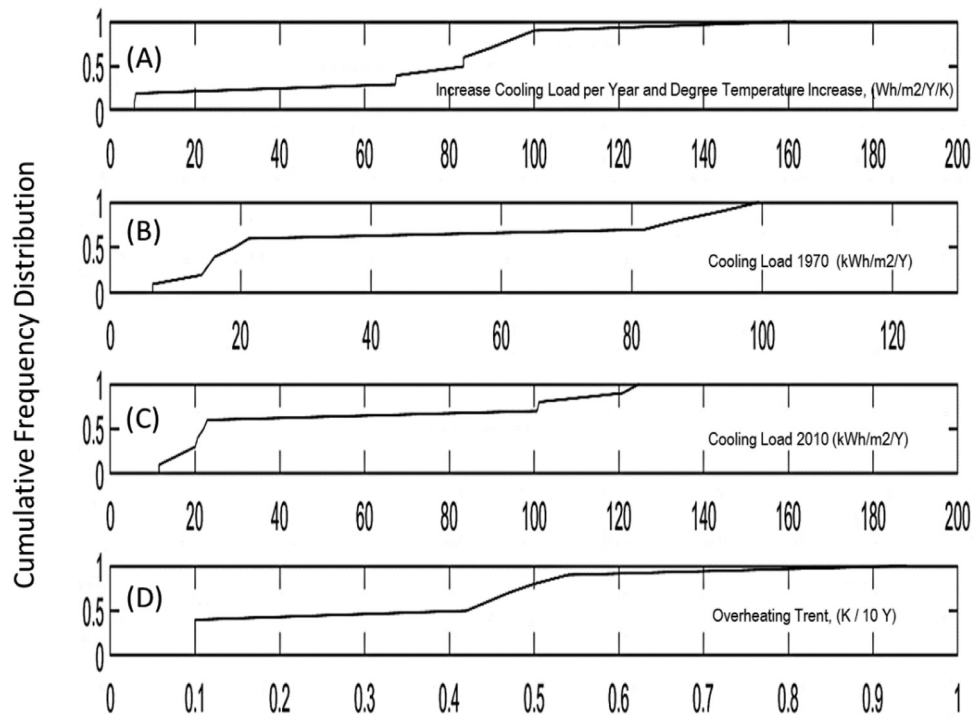 Cumulative Frequency Distribution
1
(A)
0.5
Increase Cooling Load per Year and Degree Temperature Increase, (Wh/m2/Y/K)
0
0 20 40 60 80 100 120 140 160 180 200
1
(B)
0.5
Cooling Load 1970 (kWh/m2/Y)
0
0 20 40 60 80 100 120
1
(C)
0.5
Cooling Load 2010 (kWh/m2/Y)
0
0 20 40 60 80 100 120 140 160 180 200
1
(D)
0.5
Overheating Trent, (K / 10 Y)
0
0 0.1 0.2 0.3 0.4 0.5 0.6 0.7 0.8 0.9 1